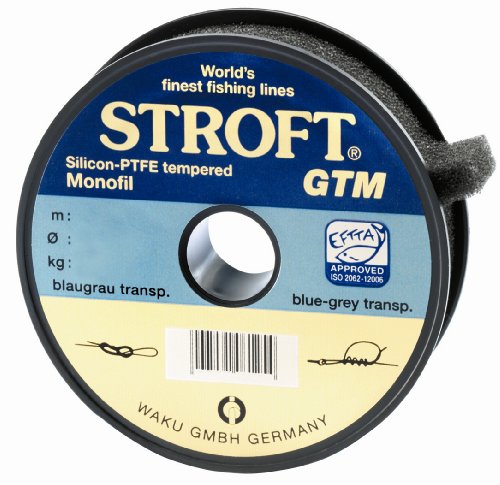 World's
finest fishing lines
STROFT®
Silicon-PTFE tempered
Monofil
GTM
m :
Ø :
kg :
EFTTA
APPROVED
ISO 2062-12006
blaugrau transp.
blue-grey transp.
WAKU GMBH GERMANY